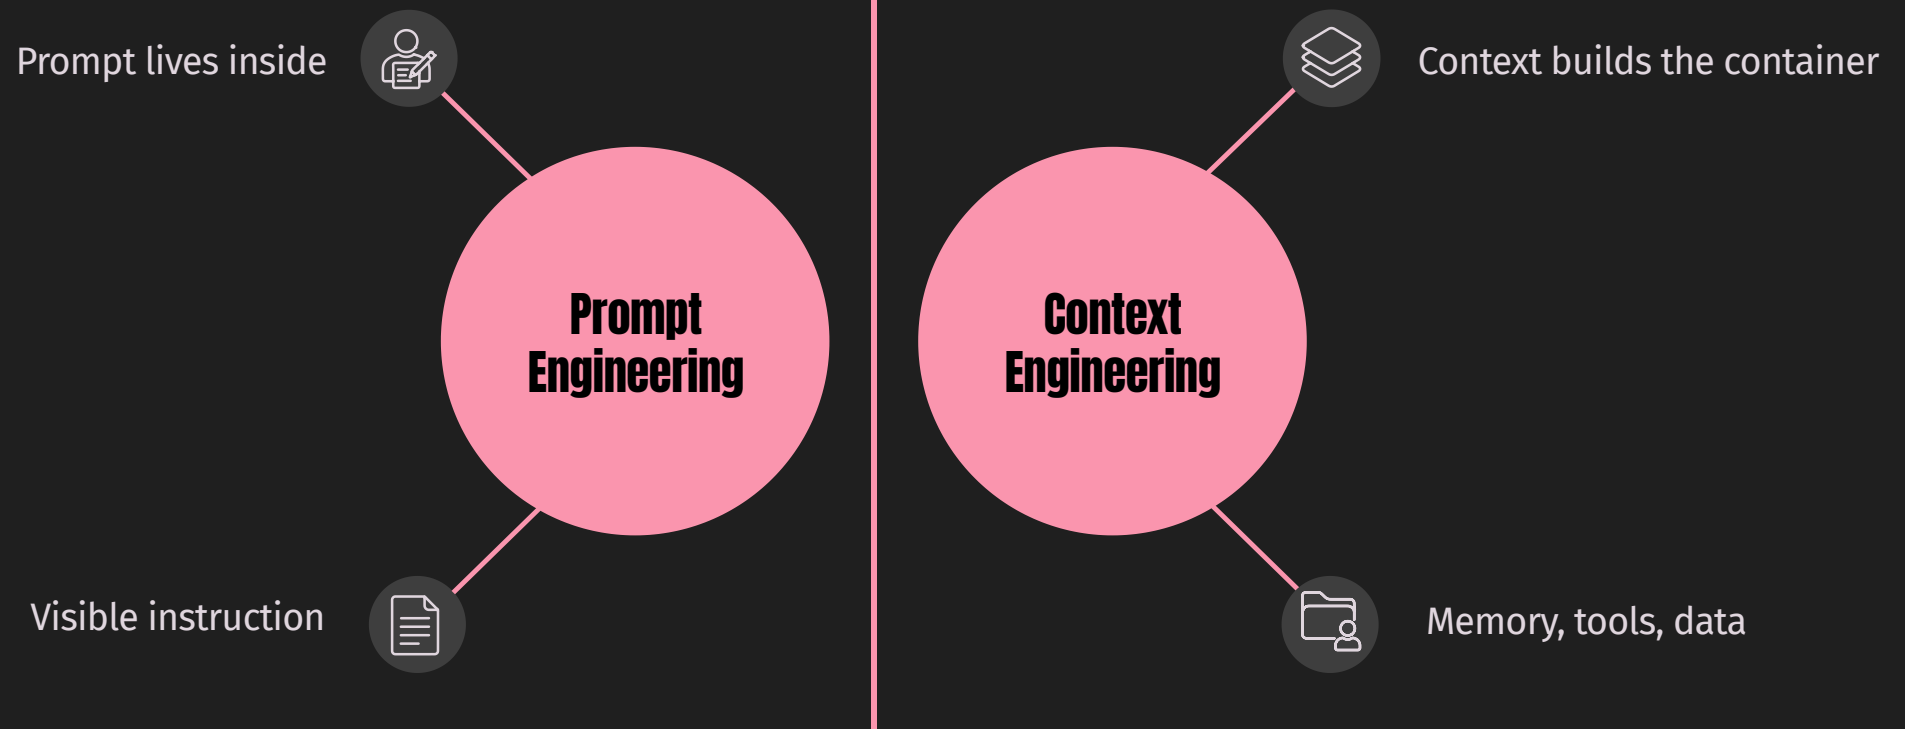 Prompt lives inside
Prompt
Engineering
Visible instruction
Context builds the container
Context
Engineering
Memory, tools, data